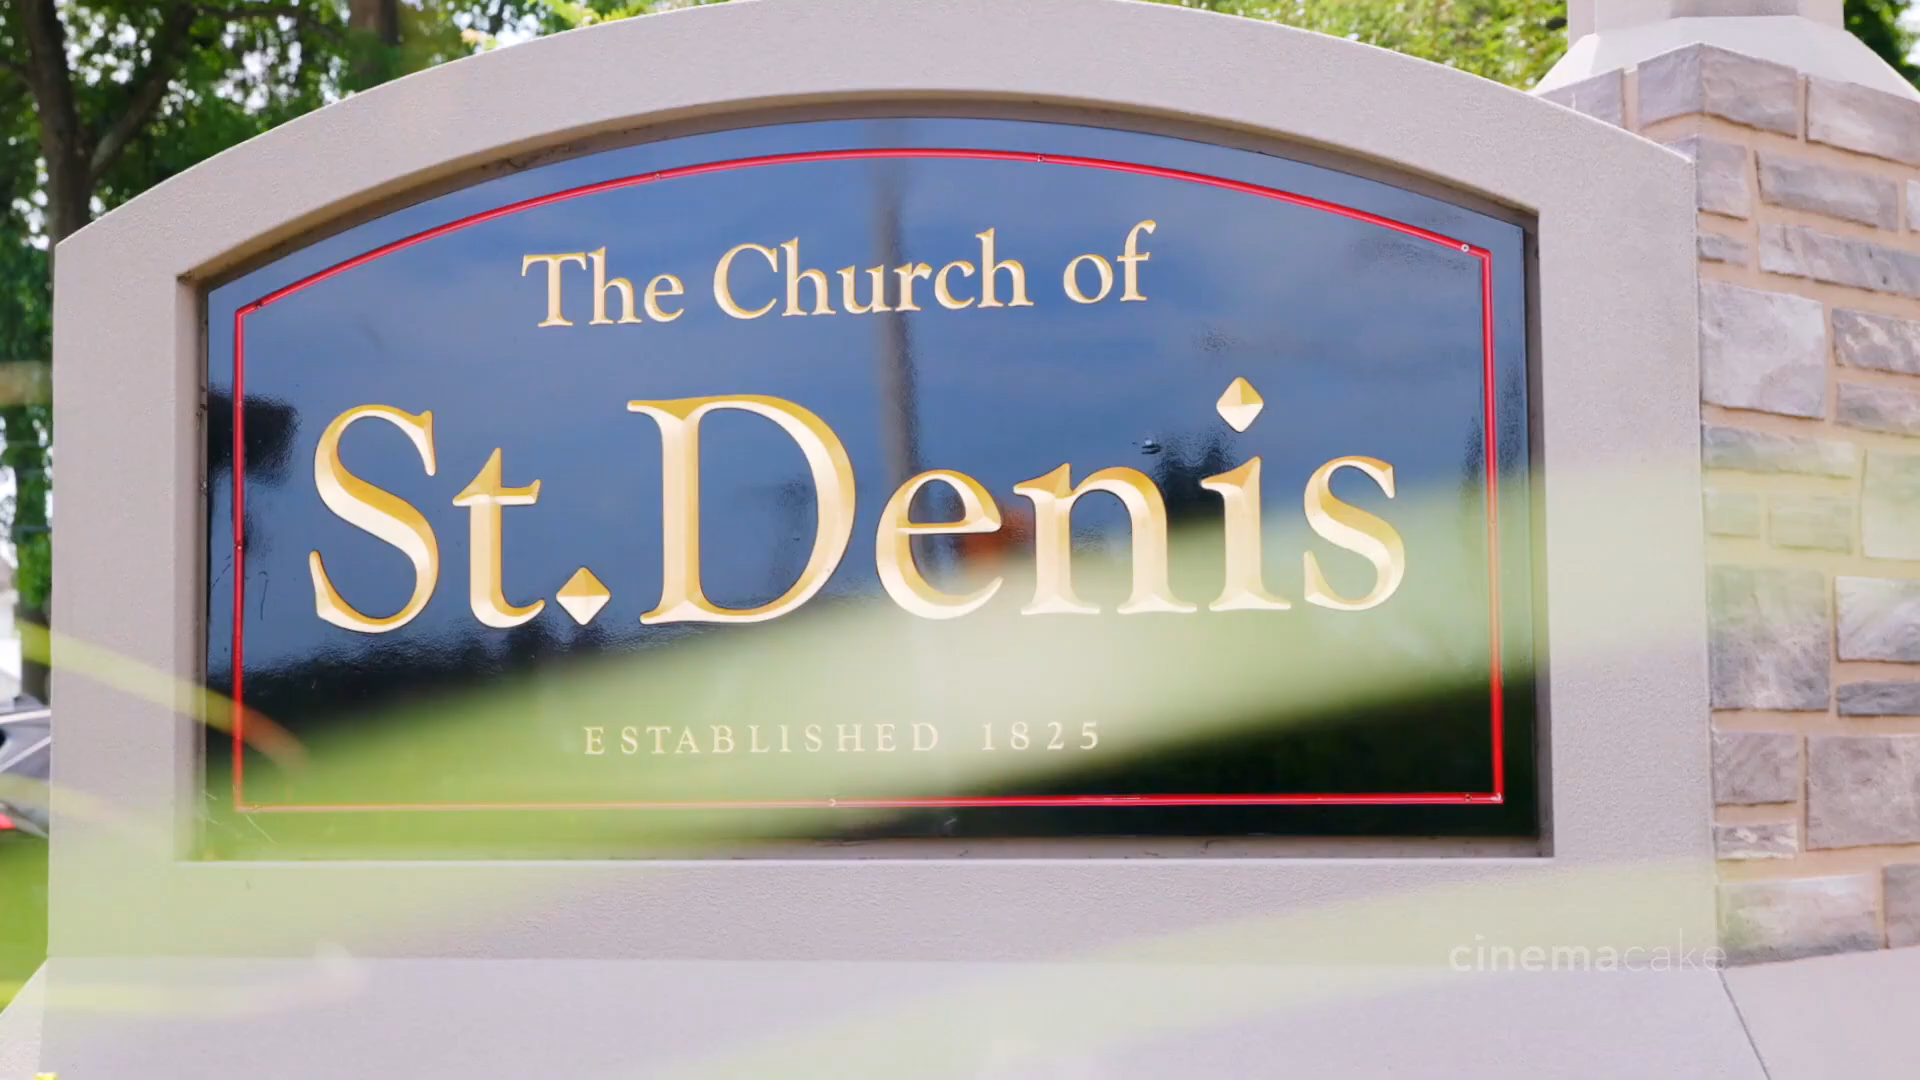 The Church of
St. Denis
ESTABLISHED 1825
cinemacake